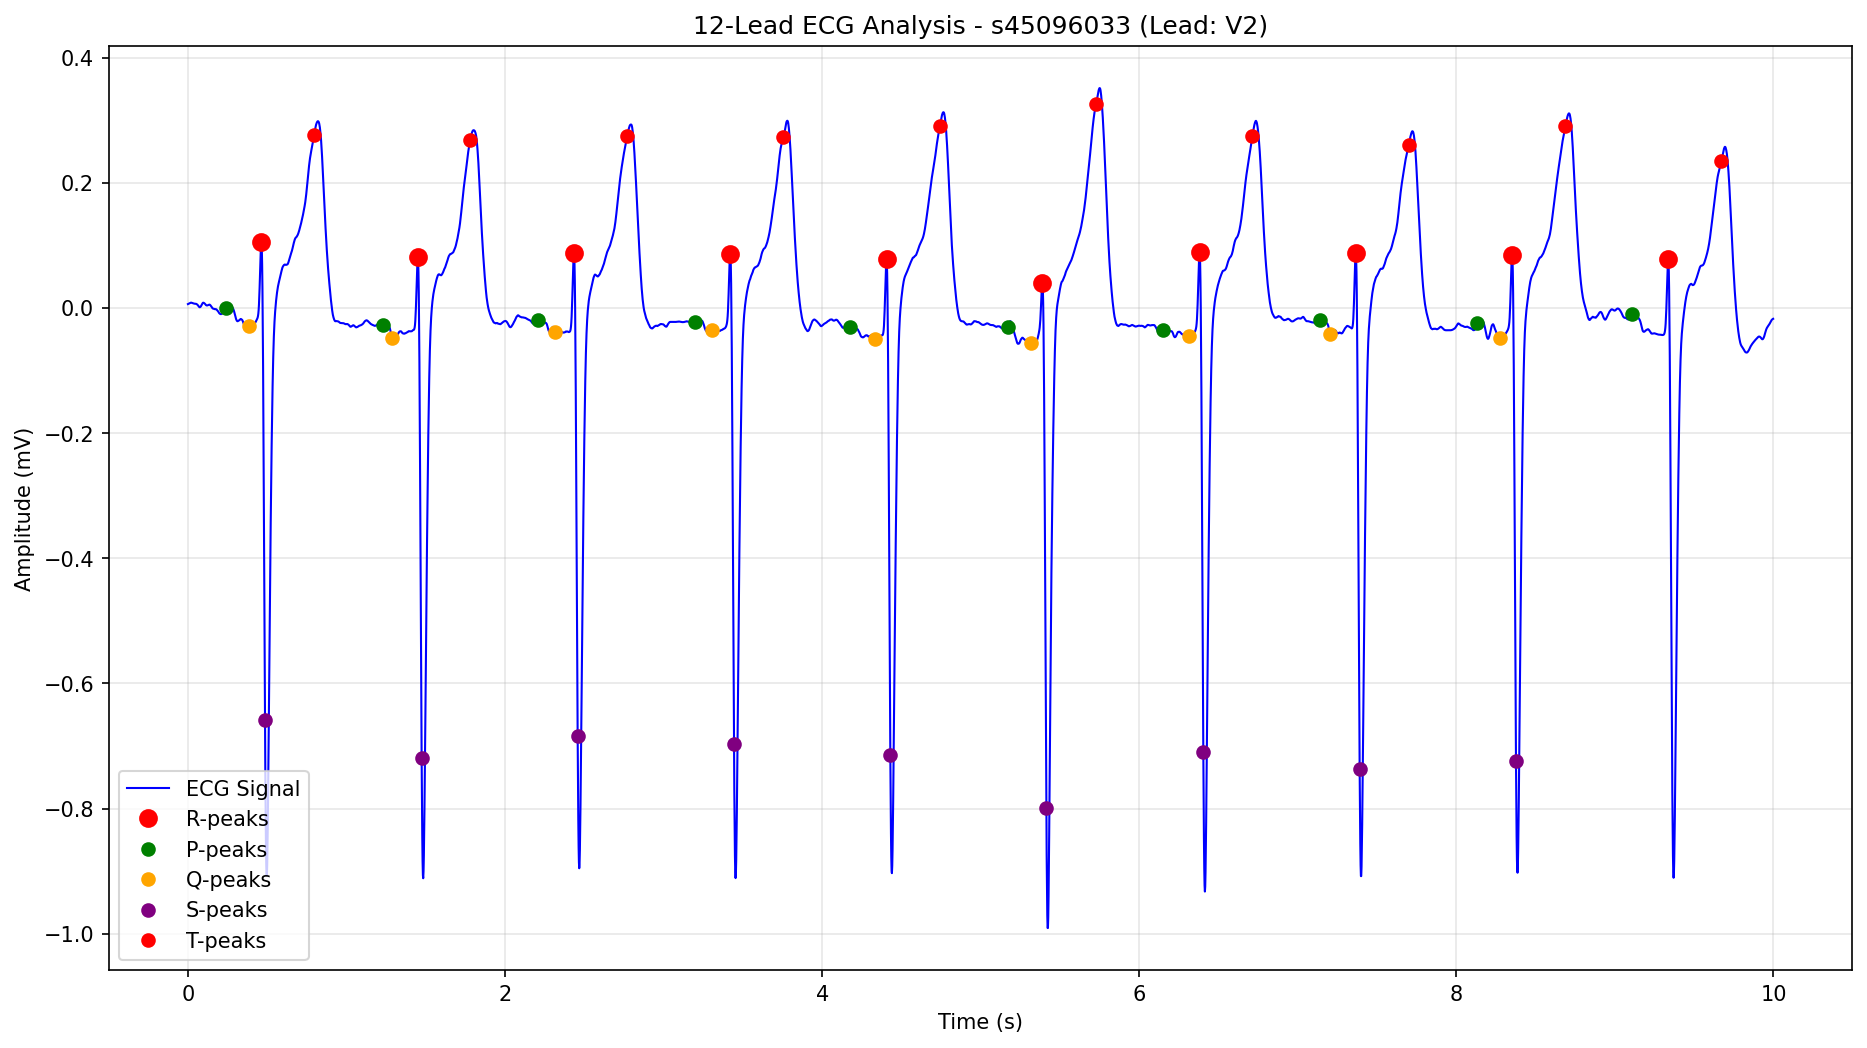 12-Lead ECG Analysis - s45096033 (Lead: V2)
Amplitude (mV)
0.4
0.2
0.0
−0.2
−0.4
−0.6
−0.8
−1.0
ECG Signal
R-peaks
P-peaks
Q-peaks
S-peaks
T-peaks
0 2 4 6 8 10
Time (s)